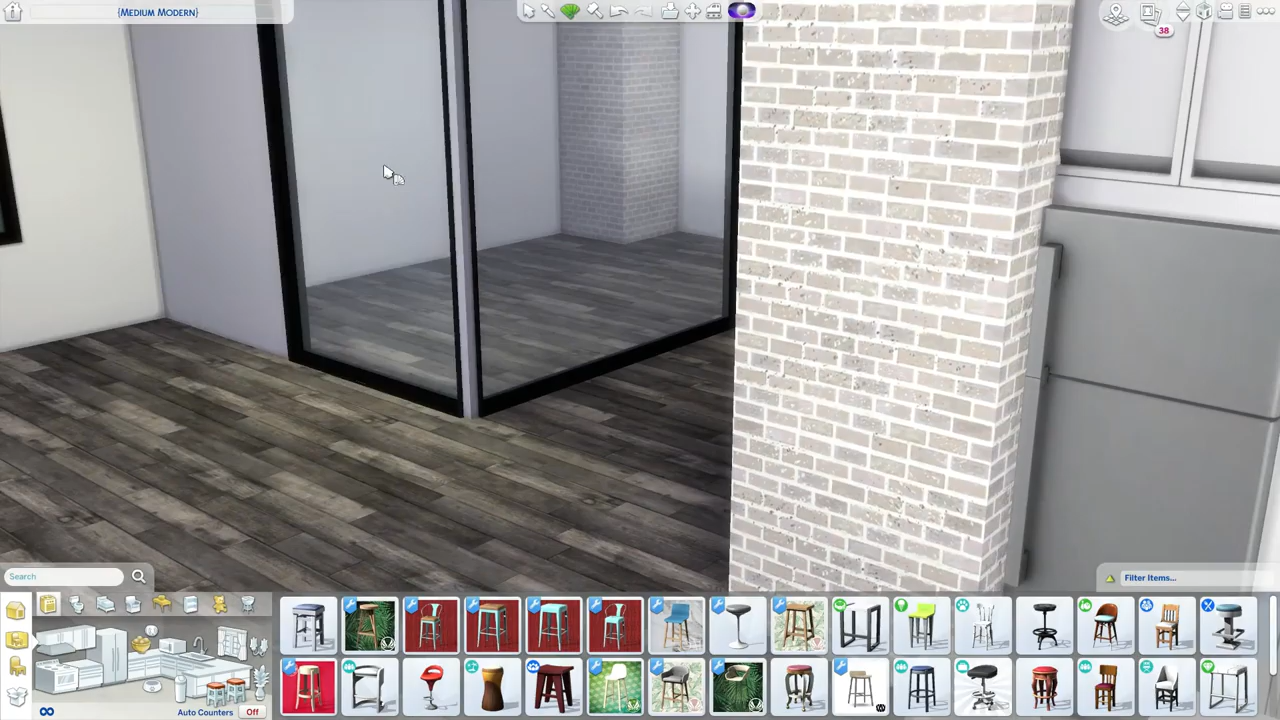 {MEDIUM MODERN}
38
Search
Filter Items...
Auto Counters
Off